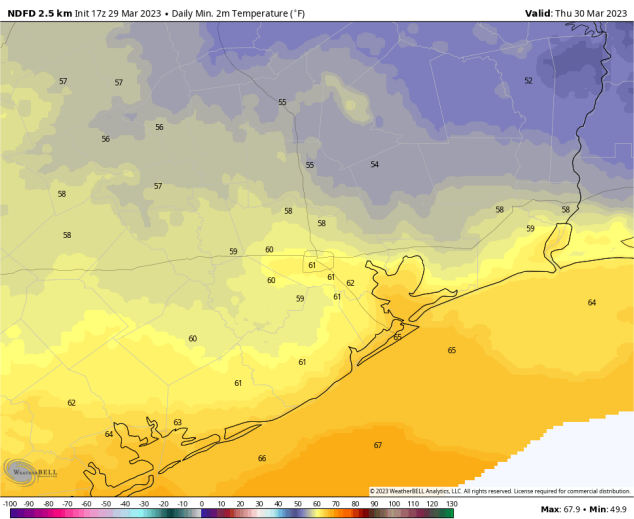 NDFD 2.5 km Init 17z 29 Mar 2023 • Daily Min. 2m Temperature (°F)
Valid: Thu 30 Mar 2023
57 57 52
55
56
56
55 54
57
58
58 58 58
58
59
58
59 60
61
60 61 62
59 61
64
60
65
65
61
61
62
63
64
67
66
WEATHERBELL
© 2023 WeatherBELL Analytics, LLC. All rights reserved. License required for commercial distribution.
-100 -90 -80 -70 -60 -50 -40 -30 -20 -10 0 10 20 30 40 50 60 70 80 90 100 110 120 130
Max: 67.9 • Min: 49.9